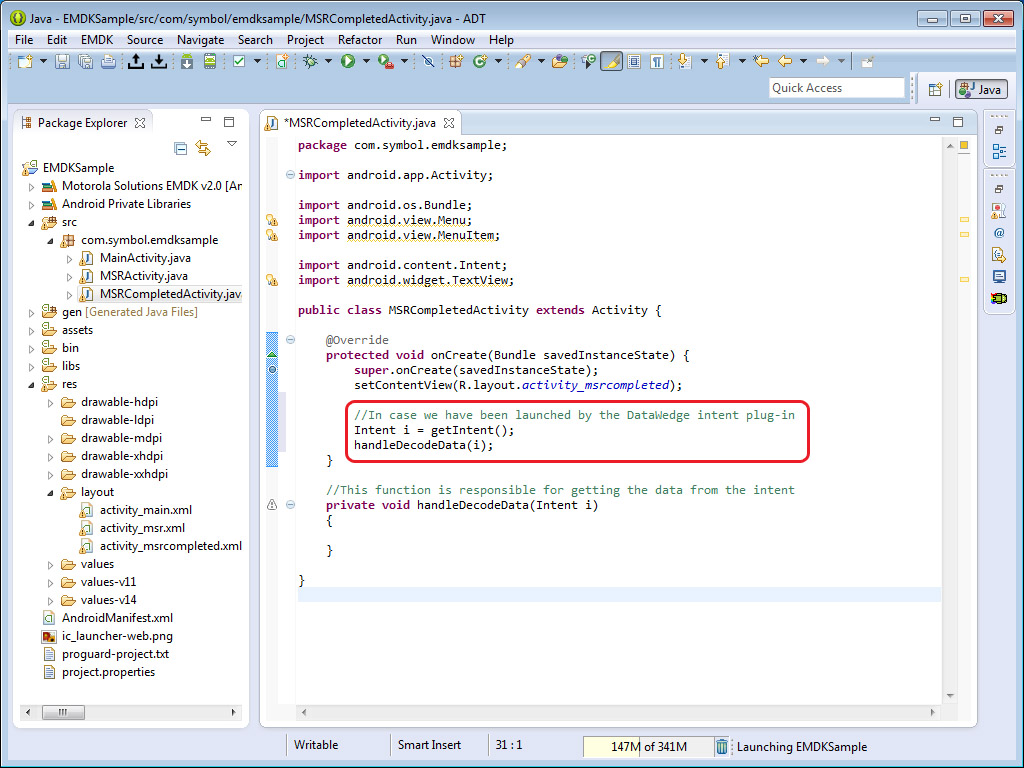 Java - EMDKSample/src/com/symbol/emdksample/MSRCompletedActivity.java - ADT
File Edit EMDK Source Navigate Search Project Refactor Run Window Help
Quick Access
Java
Package Explorer
EMDKSample
Motorola Solutions EMDK v2.0 [Ar
Android Private Libraries
src
com.symbol.emdksample
MainActivity.java
MSRActivity.java
MSRCompletedActivity.java
gen [Generated Java Files]
assets
bin
libs
res
drawable-hdpi
drawable-ldpi
drawable-mdpi
drawable-xhdpi
drawable-xxhdpi
layout
activity_main.xml
activity_msr.xml
activity_msrcompleted.xml
values
values-v11
values-v14
AndroidManifest.xml
ic_launcher-web.png
proguard-project.txt
project.properties
*MSRCompletedActivity.java
package com.symbol.emdksample;
import android.app.Activity;
import android.os.Bundle;
import android.view.Menu;
import android.view.MenuItem;
import android.content.Intent;
import android.widget.TextView;
public class MSRCompletedActivity extends Activity {
@Override
protected void onCreate(Bundle savedInstanceState) {
super.onCreate(savedInstanceState);
setContentView(R.layout.activity_msrcompleted);
//In case we have been launched by the DataWedge intent plug-in
Intent i = getIntent();
handleDecodeData(i);
}
//This function is responsible for getting the data from the intent
private void handleDecodeData(Intent i)
{
}
}
Writable Smart Insert 31 : 1 147M of 341M Launching EMDKSample